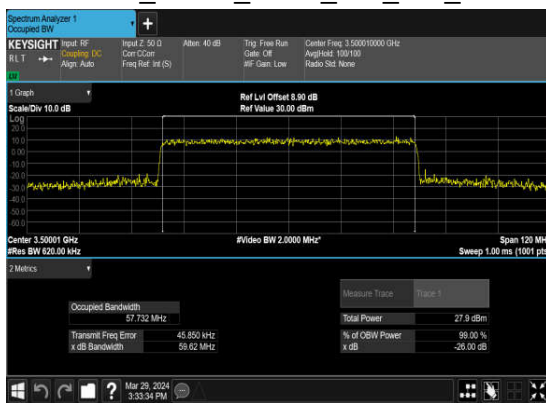 Spectrum Analyzer 1
Occupied BW
KEYSIGHT Input: RF Input Z: 50 Ω Atten: 40 dB Trig: Free Run Center Freq: 3.500010000 GHz
RLT Coupling: DC Corr CCorr Gate: Off Avg|Hold: 100/100
Align: Auto Freq Ref: Int (S) #IF Gain: Low Radio Std: None
1 Graph
Scale/Div 10.0 dB Ref Lvl Offset 8.90 dB
Ref Value 30.00 dBm
Log
20.0
10.0
0.00
-10.0
-20.0
-30.0
-40.0
-50.0
-60.0
Center 3.50001 GHz #Video BW 2.0000 MHz* Span 120 MH
#Res BW 620.00 kHz Sweep 1.00 ms (1001 pts
2 Metrics
Measure Trace Trace 1
Occupied Bandwidth
57.732 MHz Total Power 27.9 dBm
Transmit Freq Error 45.850 kHz % of OBW Power 99.00 %
x dB Bandwidth 59.62 MHz x dB -26.00 dB
? Mar 29, 2024
3:33:34 PM